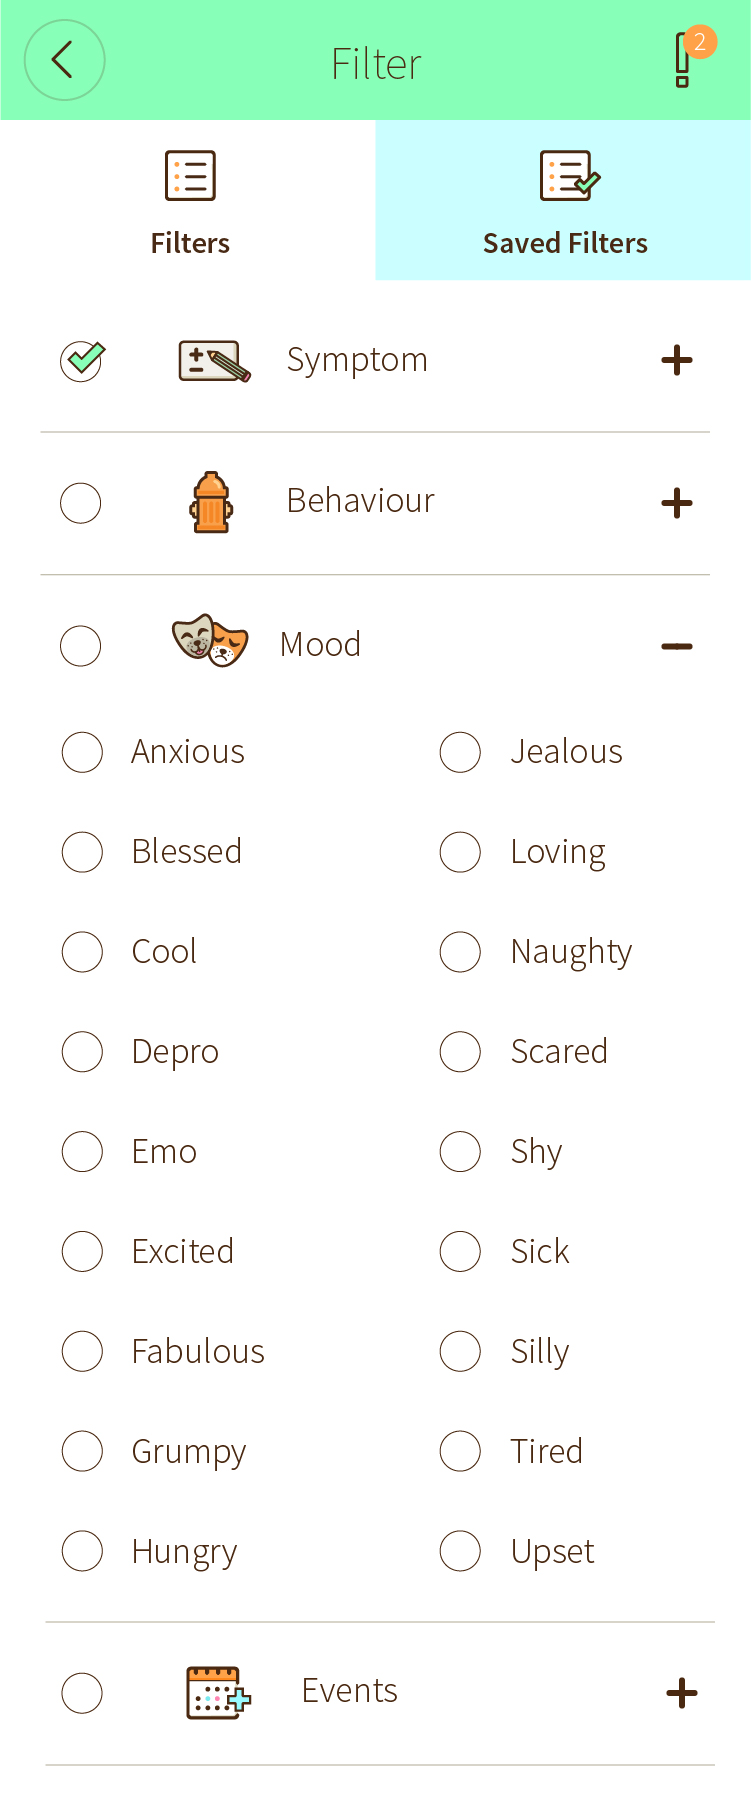 Filter
2
Filters
Saved Filters
Symptom
Behaviour
Mood
Anxious
Jealous
Blessed
Loving
Cool
Naughty
Depro
Scared
Emo
Shy
Excited
Sick
Fabulous
Silly
Grumpy
Tired
Hungry
Upset
Events